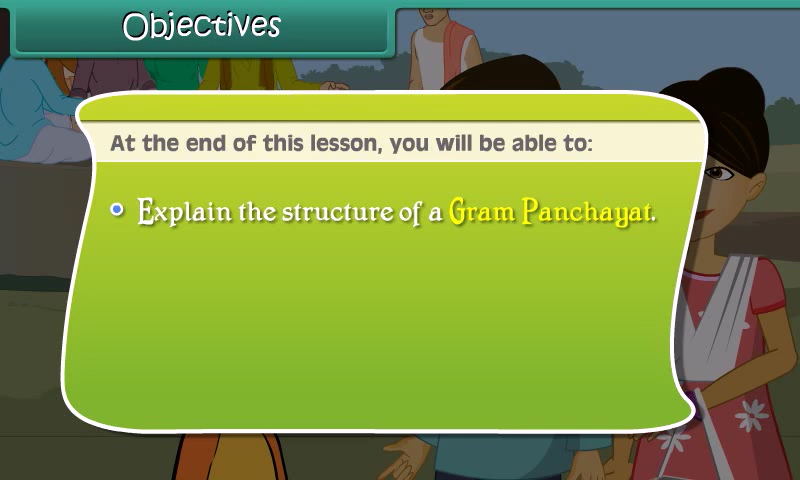 Objectives
At the end of this lesson, you will be able to:
Explain the structure of a Gram Panchayat.